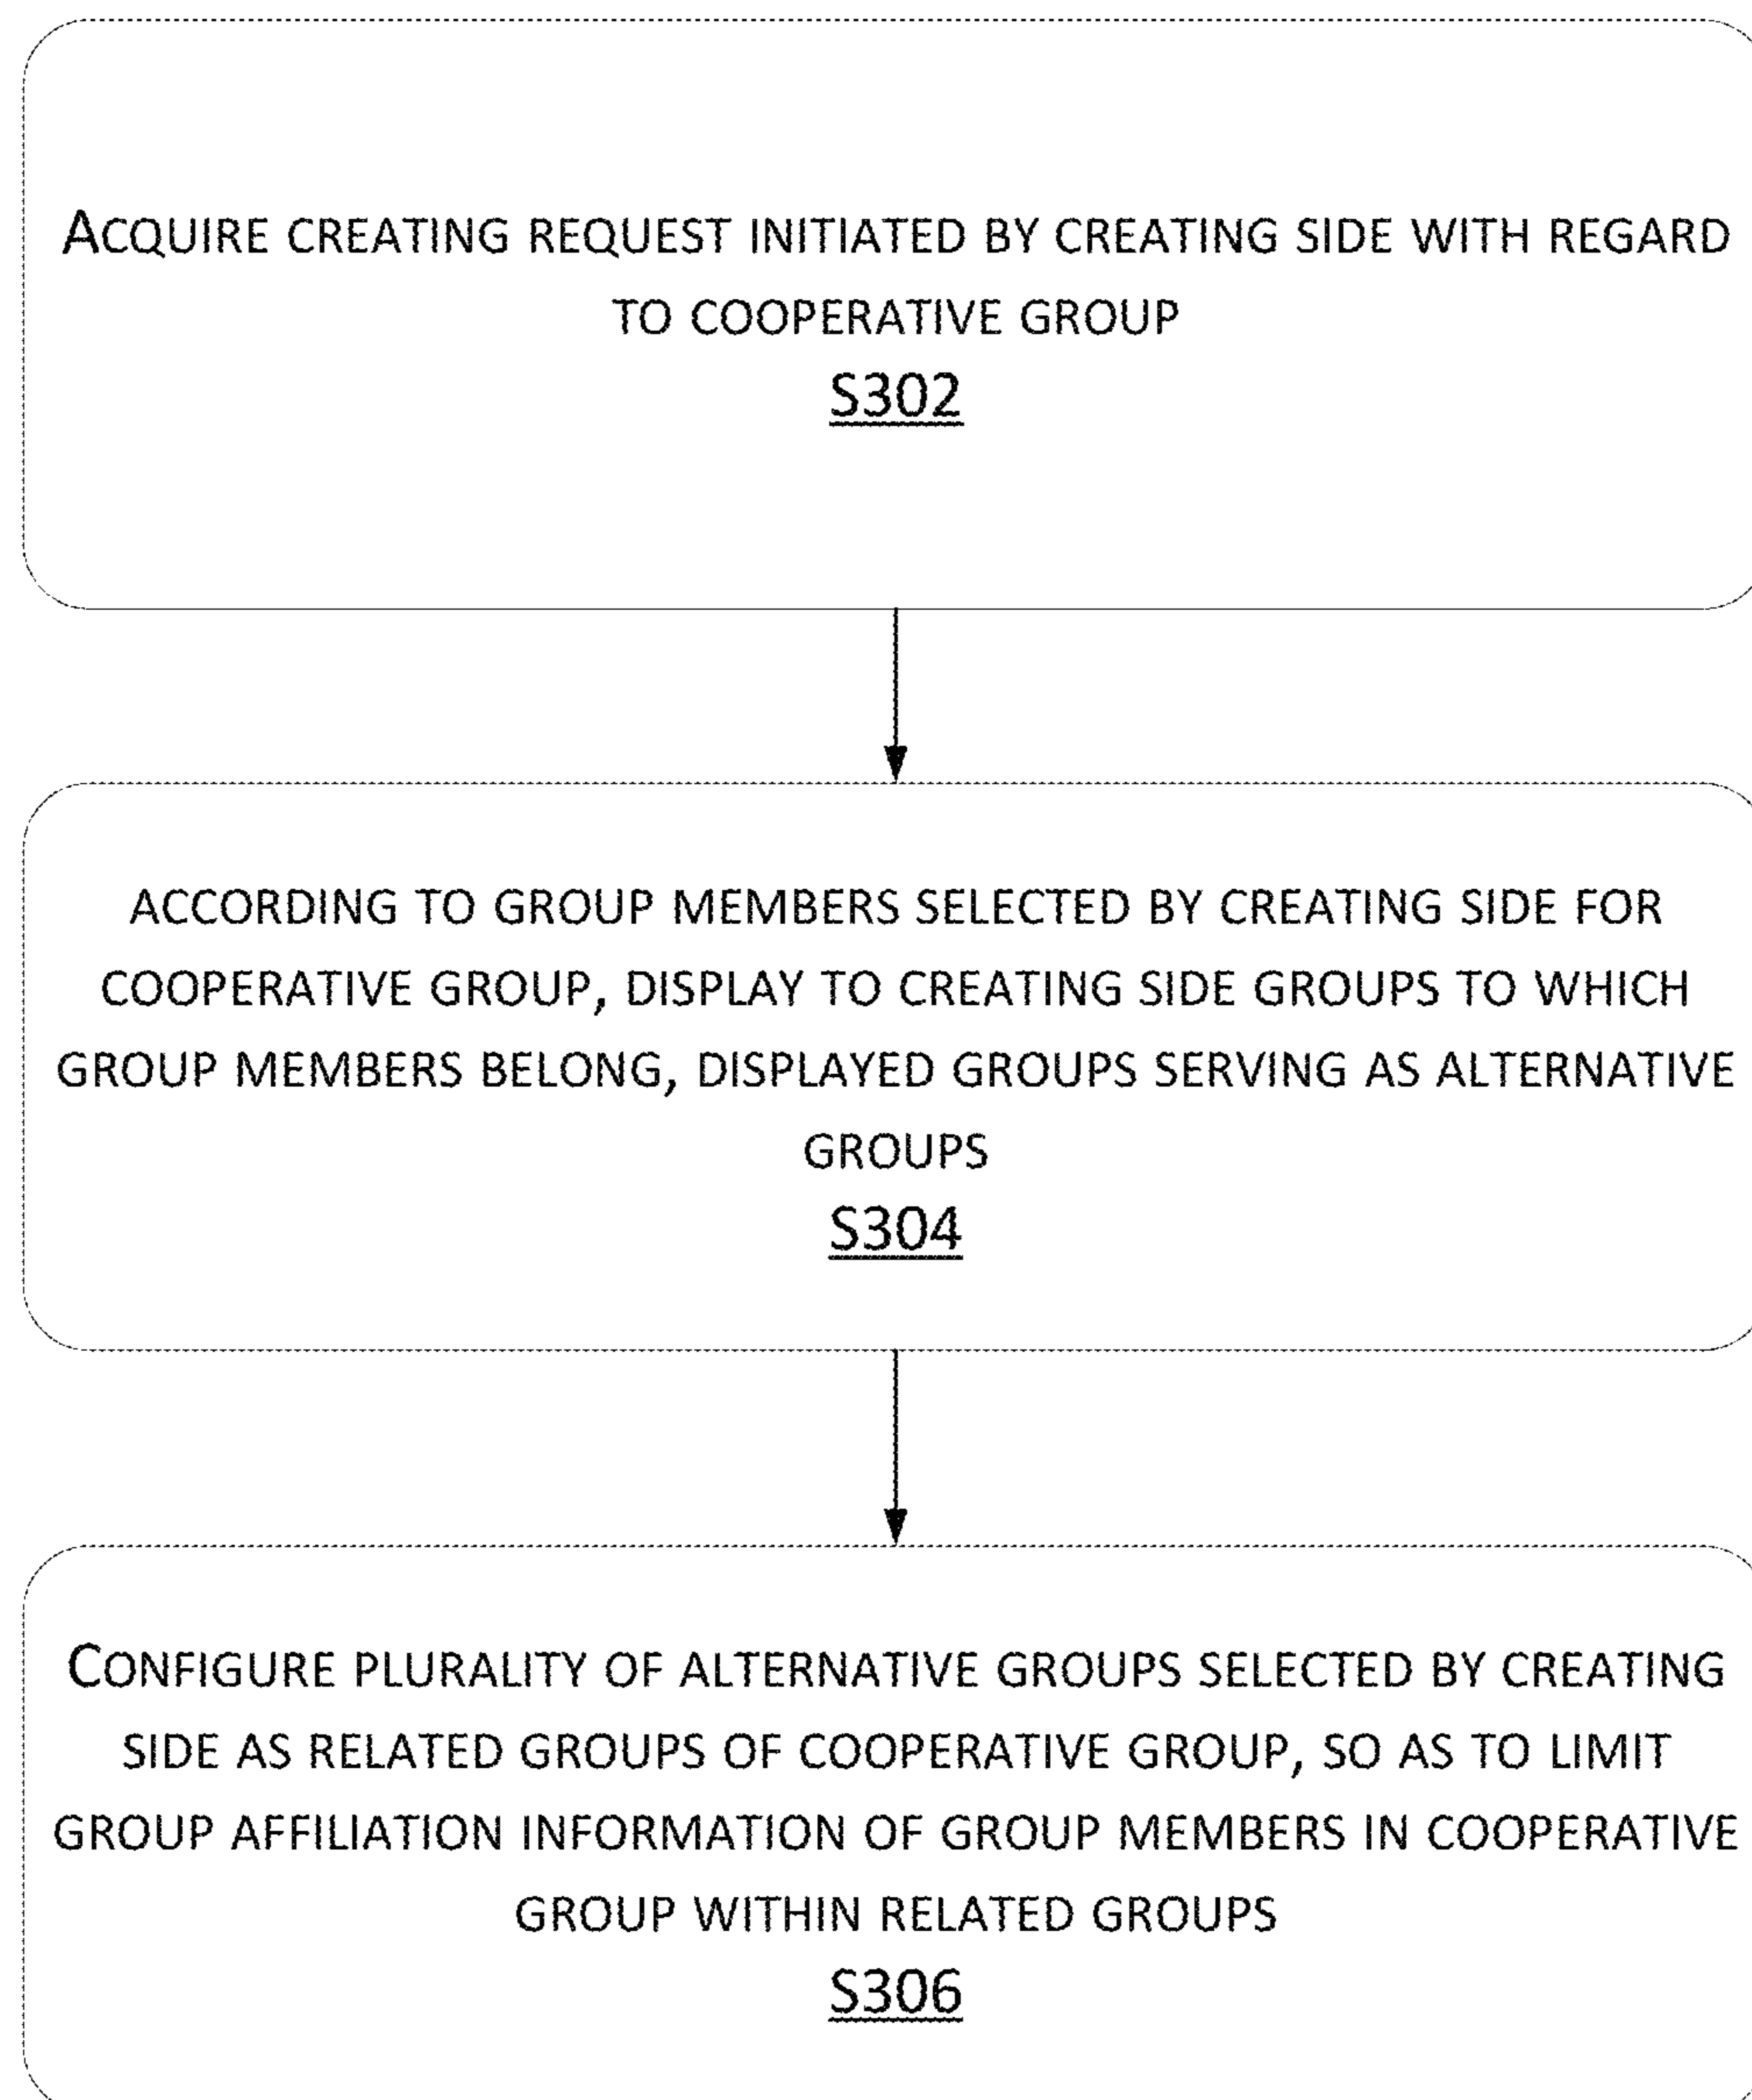 ACQUIRE CREATING REQUEST INITIATED BY CREATING SIDE WITH REGARD
TO COOPERATIVE GROUP
S302
ACCORDING TO GROUP MEMBERS SELECTED BY CREATING SIDE FOR
COOPERATIVE GROUP, DISPLAY TO CREATING SIDE GROUPS TO WHICH
GROUP MEMBERS BELONG, DISPLAYED GROUPS SERVING AS ALTERNATIVE
GROUPS
S304
CONFIGURE PLURALITY OF ALTERNATIVE GROUPS SELECTED BY CREATING
SIDE AS RELATED GROUPS OF COOPERATIVE GROUP, SO AS TO LIMIT
GROUP AFFILIATION INFORMATION OF GROUP MEMBERS IN COOPERATIVE
GROUP WITHIN RELATED GROUPS
S306